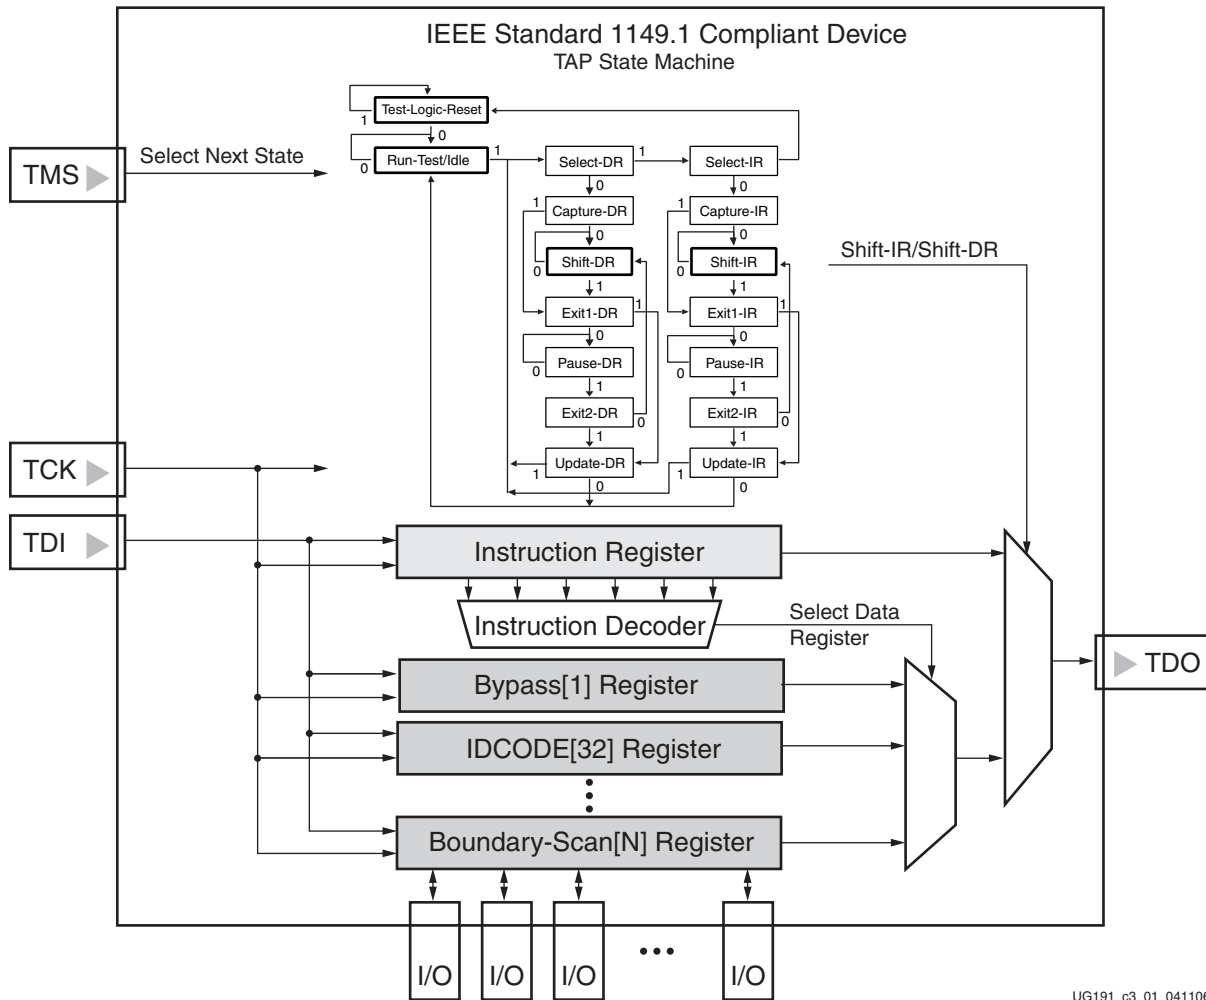 IEEE Standard 1149.1 Compliant Device
TAP State Machine
Test-Logic-Reset
1
0
Run-Test/Idle
0
1
Select-DR
1
Select-IR
0
0
TMS
Select Next State
Capture-DR
1
0
Capture-IR
1
0
Shift-DR
0
1
Shift-IR
0
1
Shift-IR/Shift-DR
Exit1-DR
1
0
Exit1-IR
1
0
Pause-DR
0
1
Pause-IR
0
1
Exit2-DR
0
1
Exit2-IR
0
1
Update-DR
1
0
Update-IR
1
0
TCK
TDI
Instruction Register
Instruction Decoder
Select Data
Register
TDO
Bypass[1] Register
IDCODE[32] Register
Boundary-Scan[N] Register
I/O
I/O
I/O
I/O
UG191_c3_01_041106